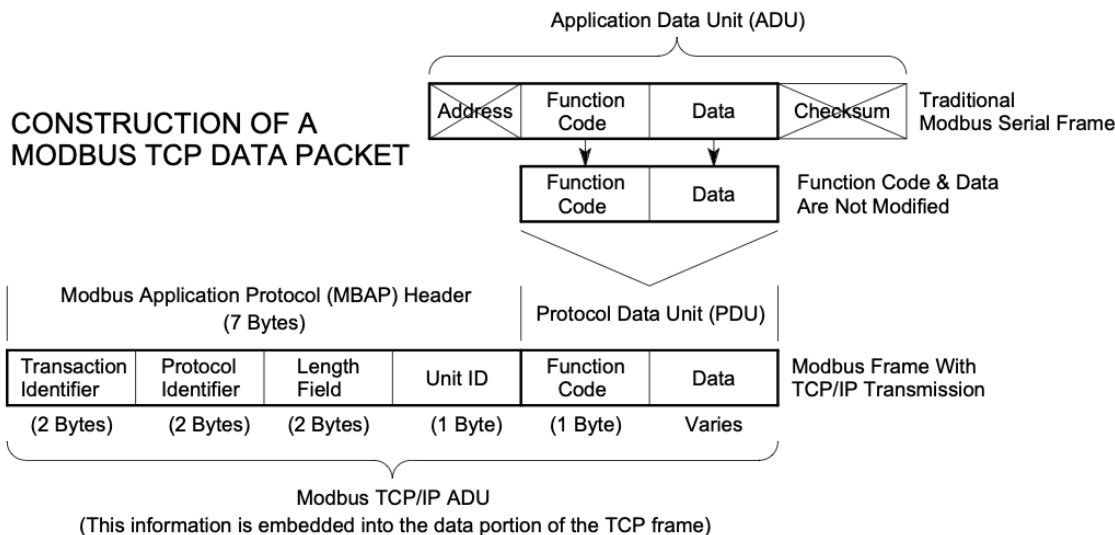 Application Data Unit (ADU)
CONSTRUCTION OF A
MODBUS TCP DATA PACKET
Address
Function
Code
Data
Checksum
Traditional
Modbus Serial Frame
Function
Code
Data
Function Code & Data
Are Not Modified
Modbus Application Protocol (MBAP) Header
(7 Bytes)
Protocol Data Unit (PDU)
Transaction
Identifier
Protocol
Identifier
Length
Field
Unit ID
Function
Code
Data
Modbus Frame With
TCP/IP Transmission
(2 Bytes)
(2 Bytes)
(2 Bytes)
(1 Byte)
(1 Byte)
Varies
Modbus TCP/IP ADU
(This information is embedded into the data portion of the TCP frame)